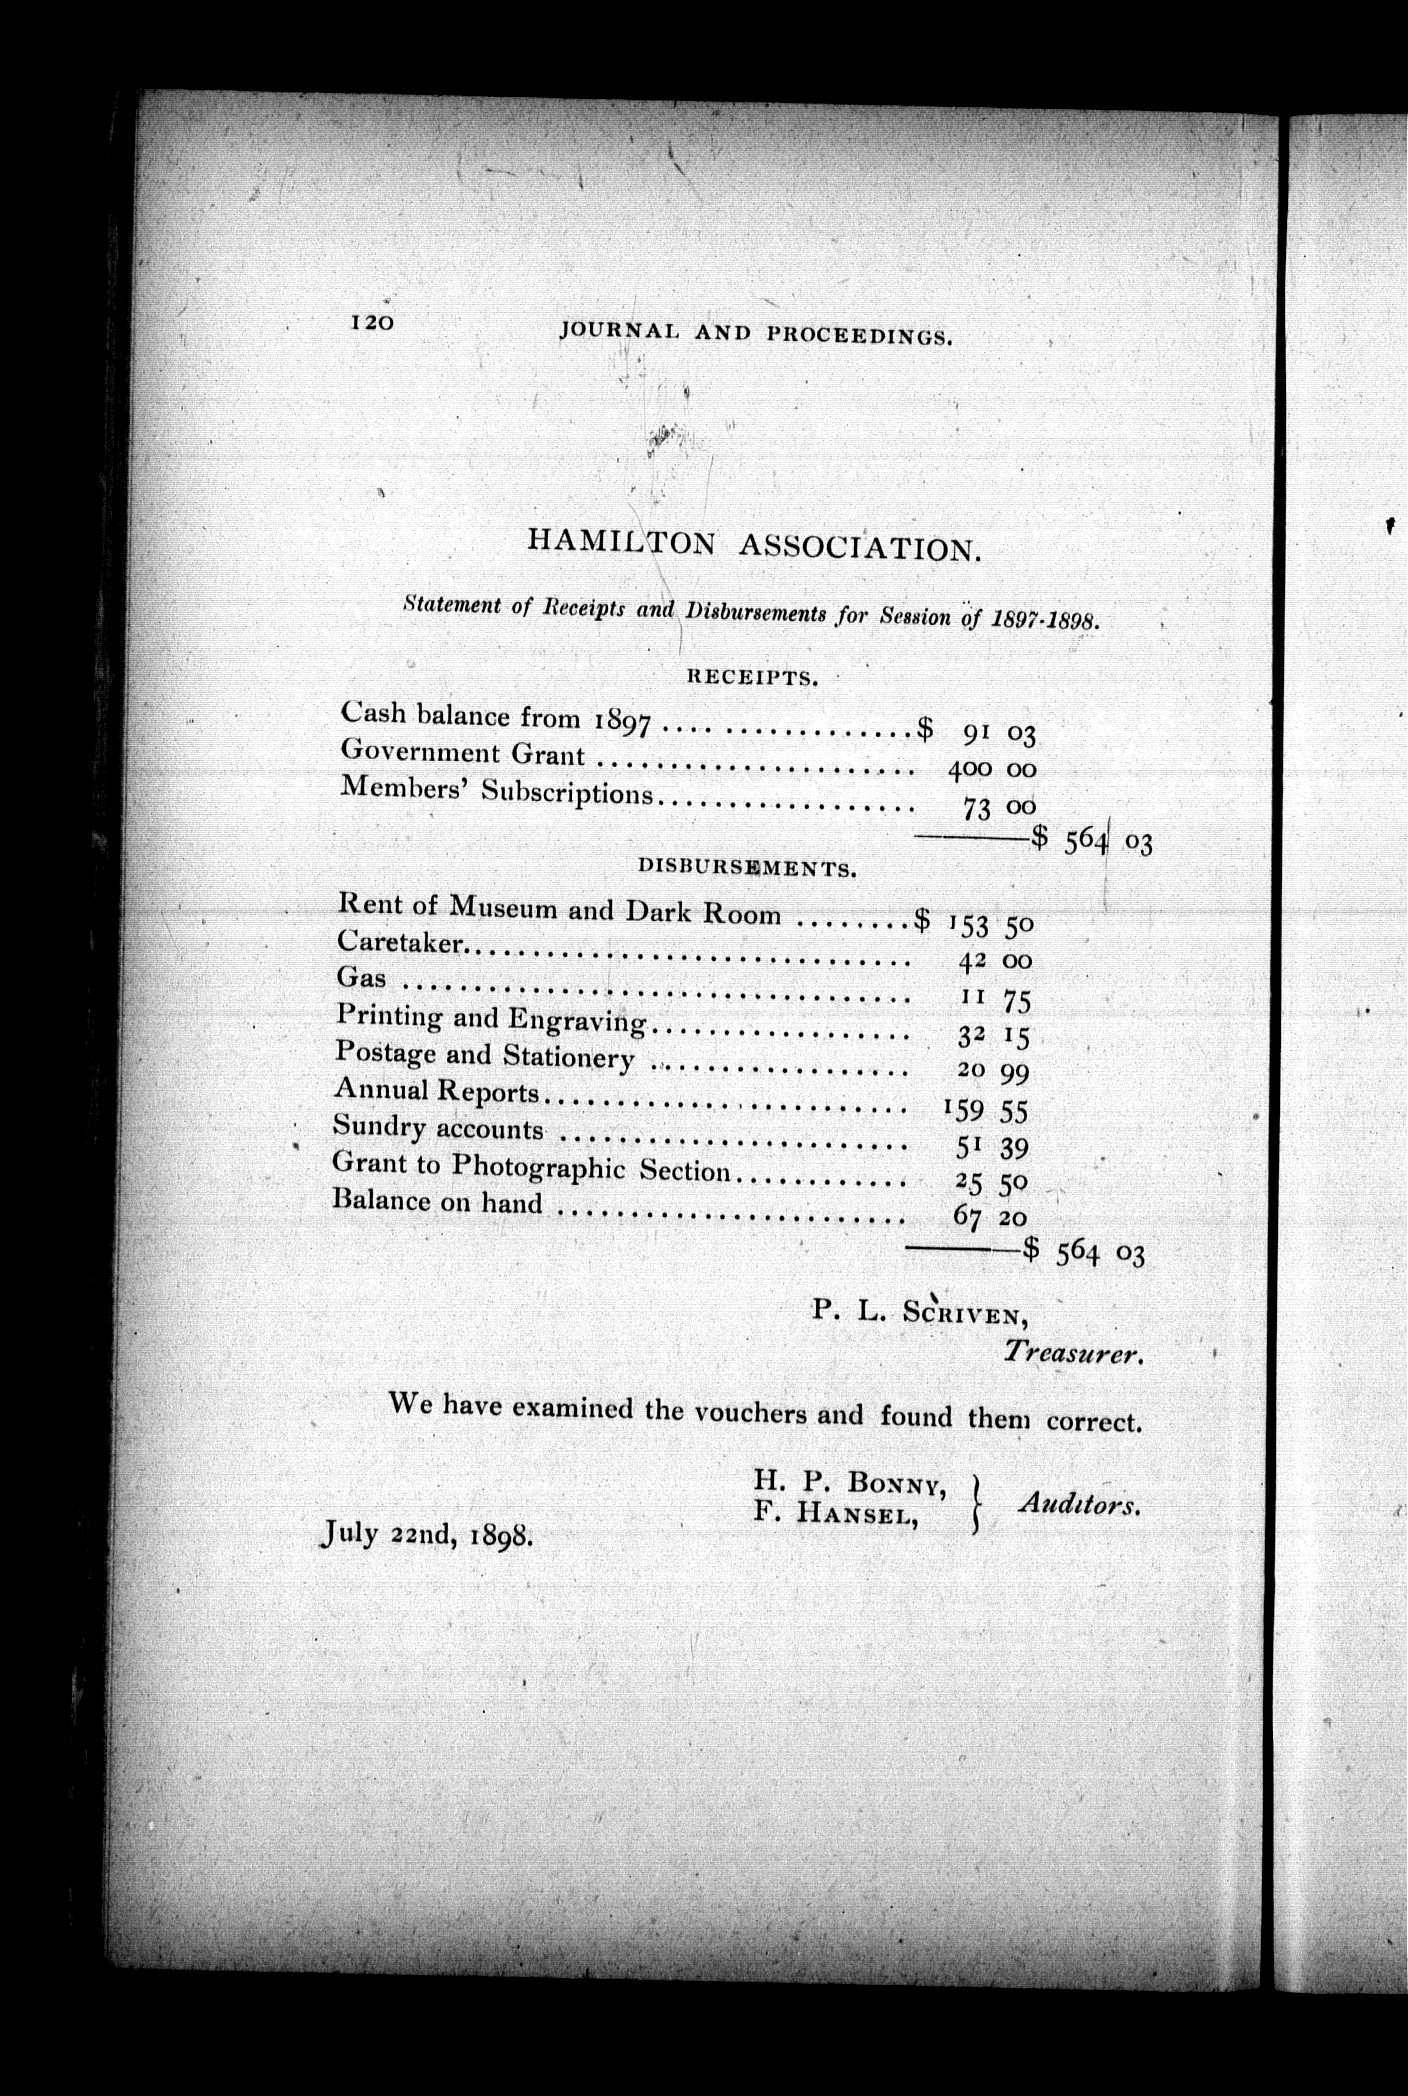 120 JOURNAL AND PROCEEDINGS.
HAMILTON ASSOCIATION.
Statement of Receipts and Disbursements for Session of 1897-1898.
RECEIPTS.
Cash balance from 1897 .... .............$ 91 03
Government Grant ...................... 400 00
Members' Subscriptions.................. 73 00
———$ 564 03
DISBURSEMENTS.
Rent of Museum and Dark Room ........$ 153 50
Caretaker............................... 42 00
Gas ................................... 11 75
Printing and Engraving.................. 32 15
Postage and Stationery .................. 20 99
Annual Reports......................... 159 55
Sundry accounts ........................ 51 39
Grant to Photographic Section............ 25 50
Balance on hand ........................ 67 20
———$ 564 03
P. L. SCRIVEN,
Treasurer.
We have examined the vouchers and found them correct.
H. P. BONNY,
F. HANSEL, } Auditors.
July 22nd, 1898.